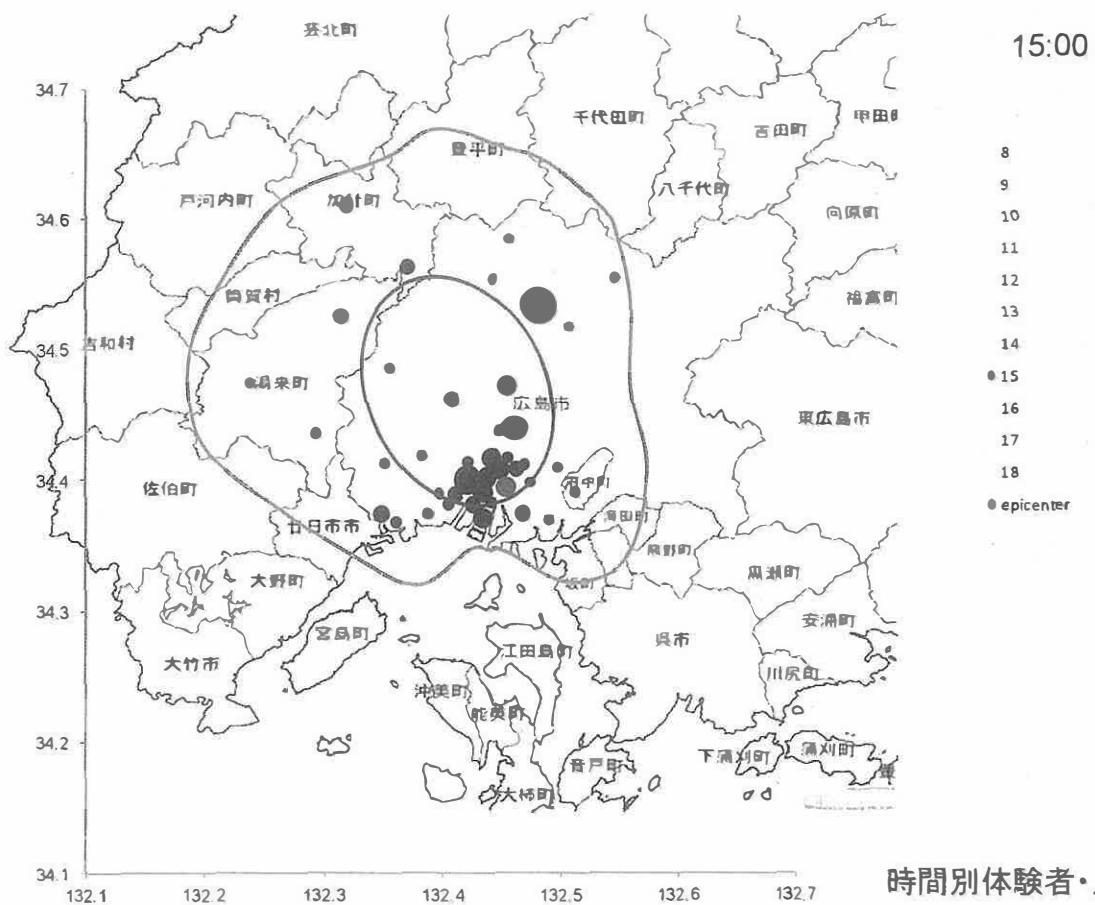 15:00
芸北町
34.7
千代田町
吉田町
甲田町
8
豊平町
9
戸河内町
加計町
八千代町
34.6
向原町
10
11
12
筒賀村
福富町
13
吉和村
14
34.5
湯来町
15
広島市
東広島市
16
17
佐伯町
府中町
18
34.4
epicenter
廿日市市
海田町
熊野町
大野町
坂町
黒瀬町
34.3
宮島町
安浦町
呉市
大竹市
江田島町
川尻町
沖美町
能美町
34.2
音戸町
下蒲刈町
蒲刈町
大柿町
34.1
132.1
132.2
132.3
132.4
132.5
132.6
132.7
時間別体験者・